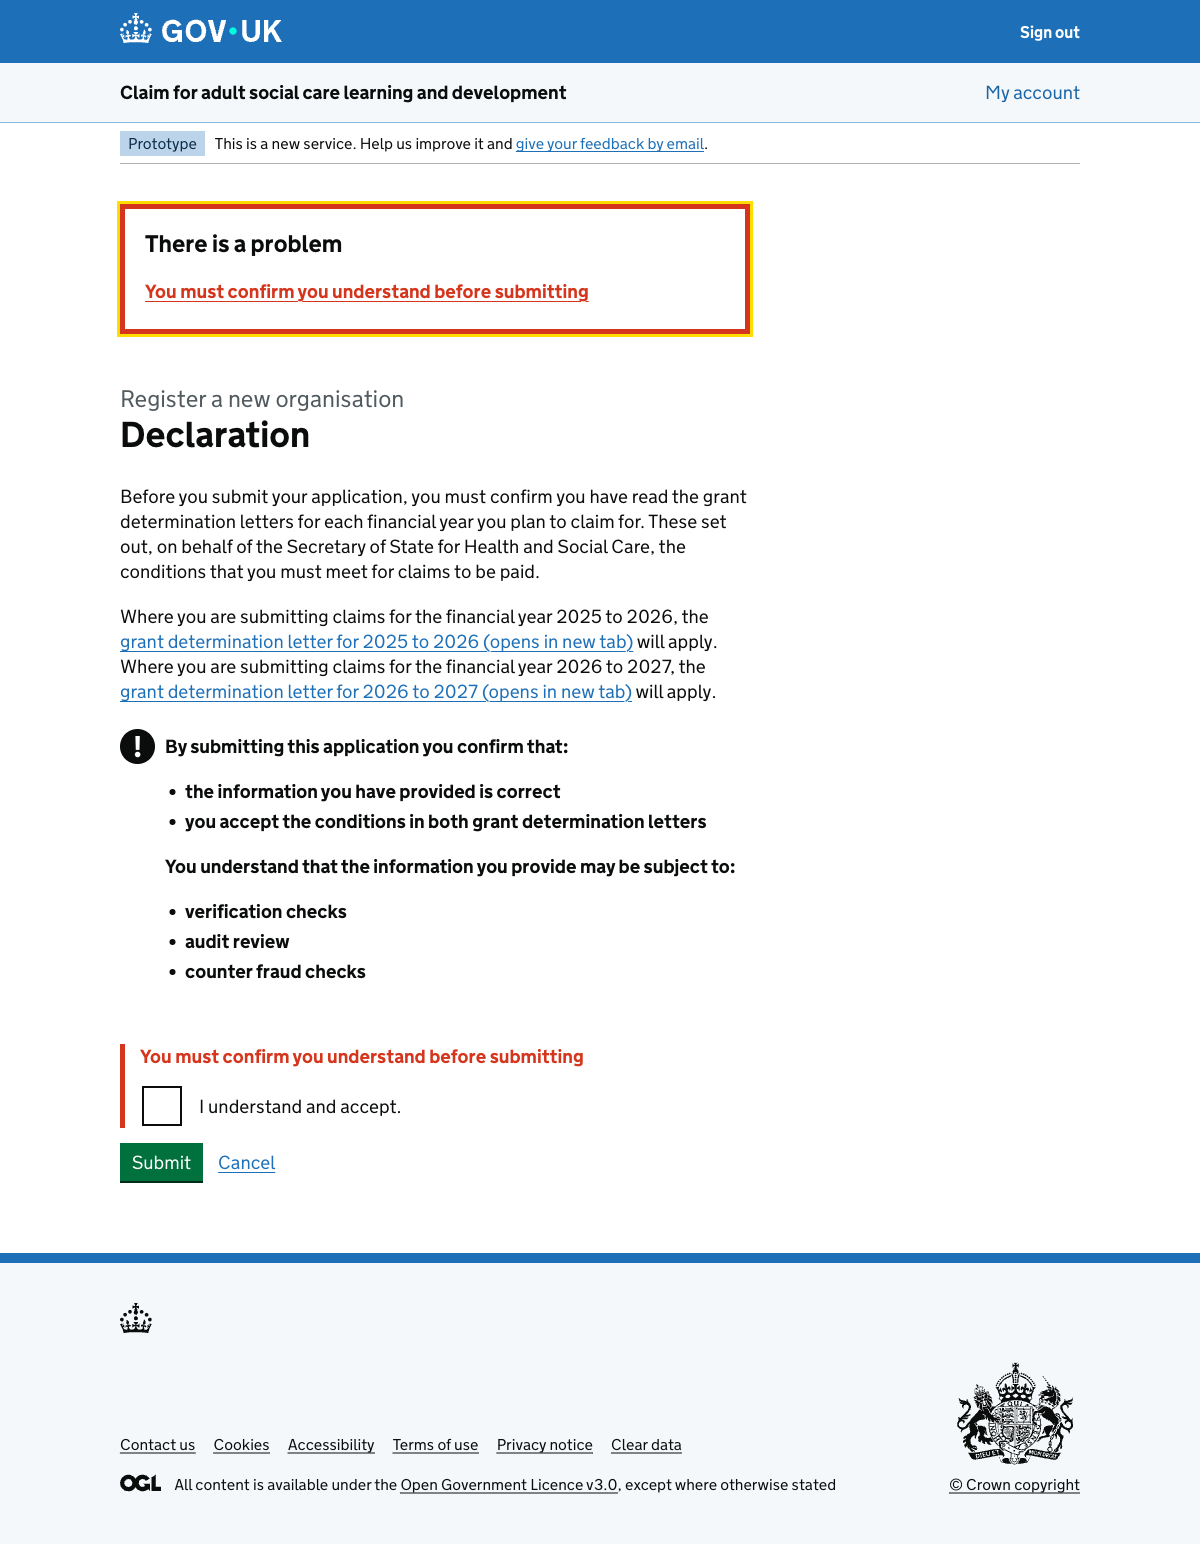 GOV·UK
Sign out
Claim for adult social care learning and development
My account
Prototype
This is a new service. Help us improve it and give your feedback by email.
There is a problem
You must confirm you understand before submitting
Register a new organisation
Declaration
Before you submit your application, you must confirm you have read the grant
determination letters for each financial year you plan to claim for. These set
out, on behalf of the Secretary of State for Health and Social Care, the
conditions that you must meet for claims to be paid.
Where you are submitting claims for the financial year 2025 to 2026, the
grant determination letter for 2025 to 2026 (opens in new tab) will apply.
Where you are submitting claims for the financial year 2026 to 2027, the
grant determination letter for 2026 to 2027 (opens in new tab) will apply.
! By submitting this application you confirm that:
• the information you have provided is correct
• you accept the conditions in both grant determination letters
You understand that the information you provide may be subject to:
• verification checks
• audit review
• counter fraud checks
You must confirm you understand before submitting
I understand and accept.
Submit
Cancel
Contact us
Cookies
Accessibility
Terms of use
Privacy notice
Clear data
OGL
All content is available under the Open Government Licence v3.0, except where otherwise stated
© Crown copyright